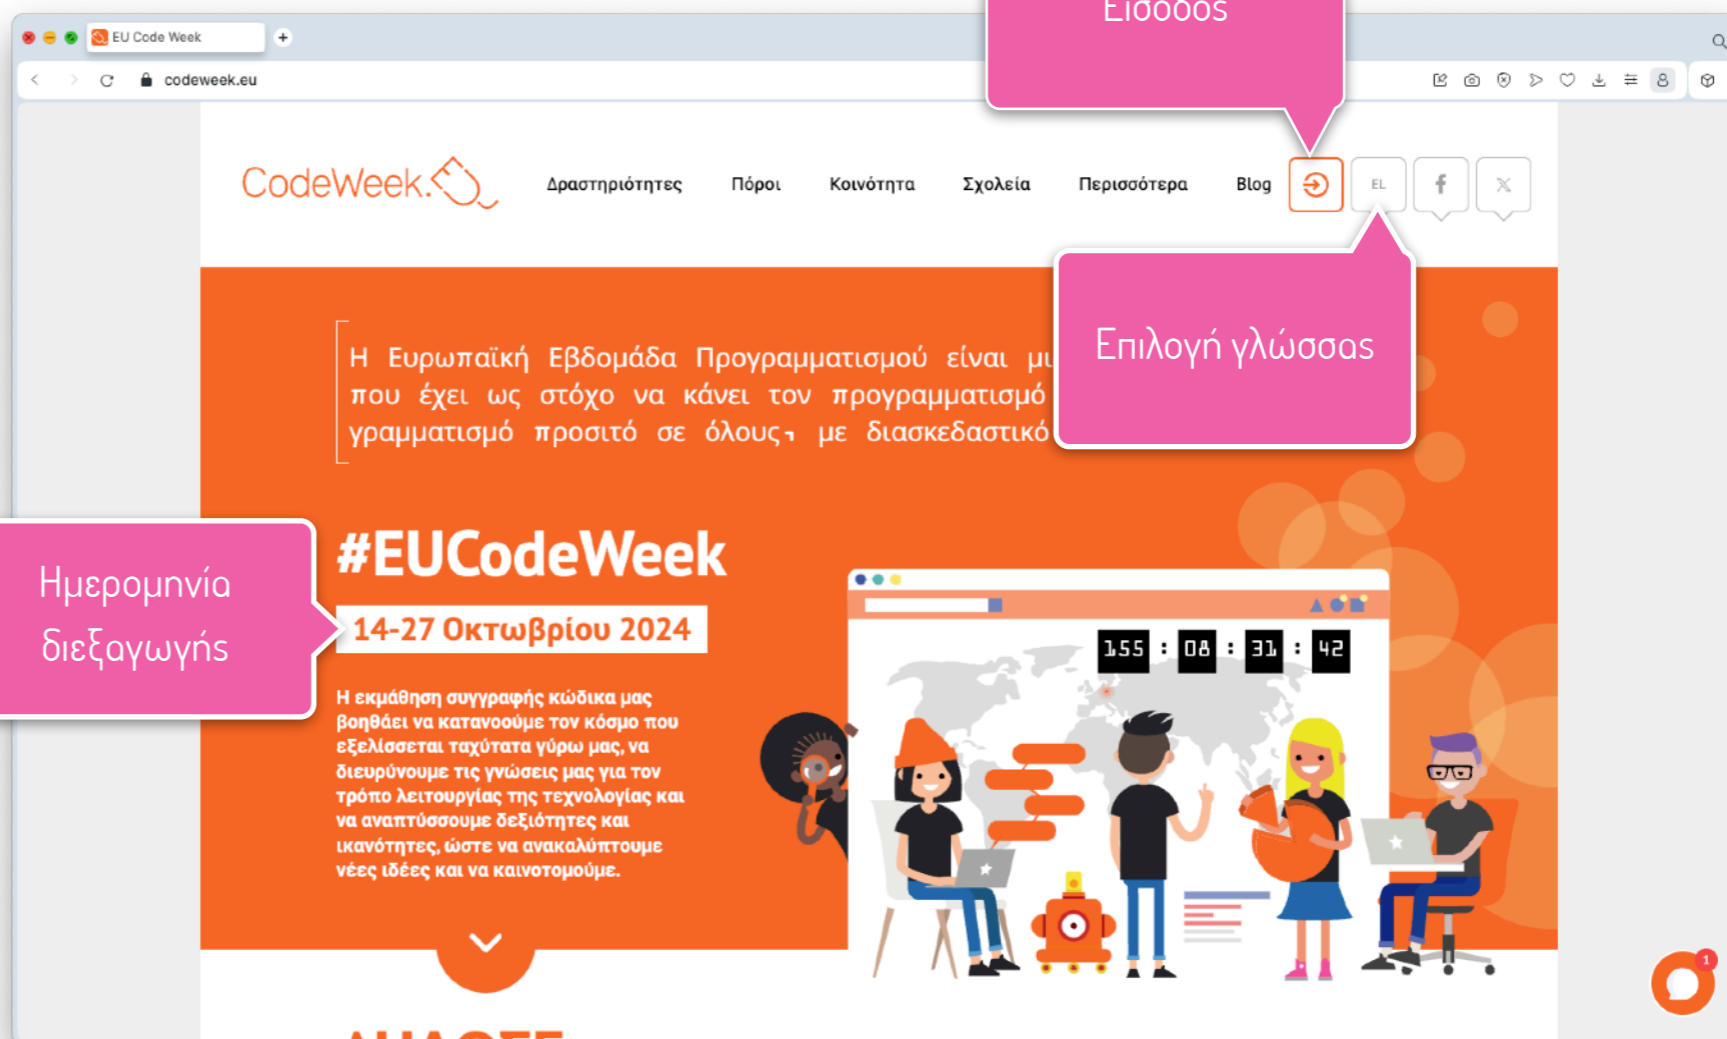 Είσοδος
EU Code Week
codeweek.eu
CodeWeek.
Δραστηριότητες Πόροι Κοινότητα Σχολεία Περισσότερα Blog EL
Επιλογή γλώσσας
Η Ευρωπαϊκή Εβδομάδα Προγραμματισμού είναι μι
που έχει ως στόχο να κάνει τον προγραμματισμό
γραμματισμό προσιτό σε όλους, με διασκεδαστικό
#EUCodeWeek
Ημερομηνία
διεξαγωγής
14-27 Οκτωβρίου 2024
155 : 08 : 31 : 42
Η εκμάθηση συγγραφής κώδικα μας
βοηθάει να κατανοούμε τον κόσμο που
εξελίσσεται ταχύτατα γύρω μας, να
διευρύνουμε τις γνώσεις μας για τον
τρόπο λειτουργίας της τεχνολογίας και
να αναπτύσσουμε δεξιότητες και
ικανότητες, ώστε να ανακαλύπτουμε
νέες ιδέες και να καινοτομούμε.
1